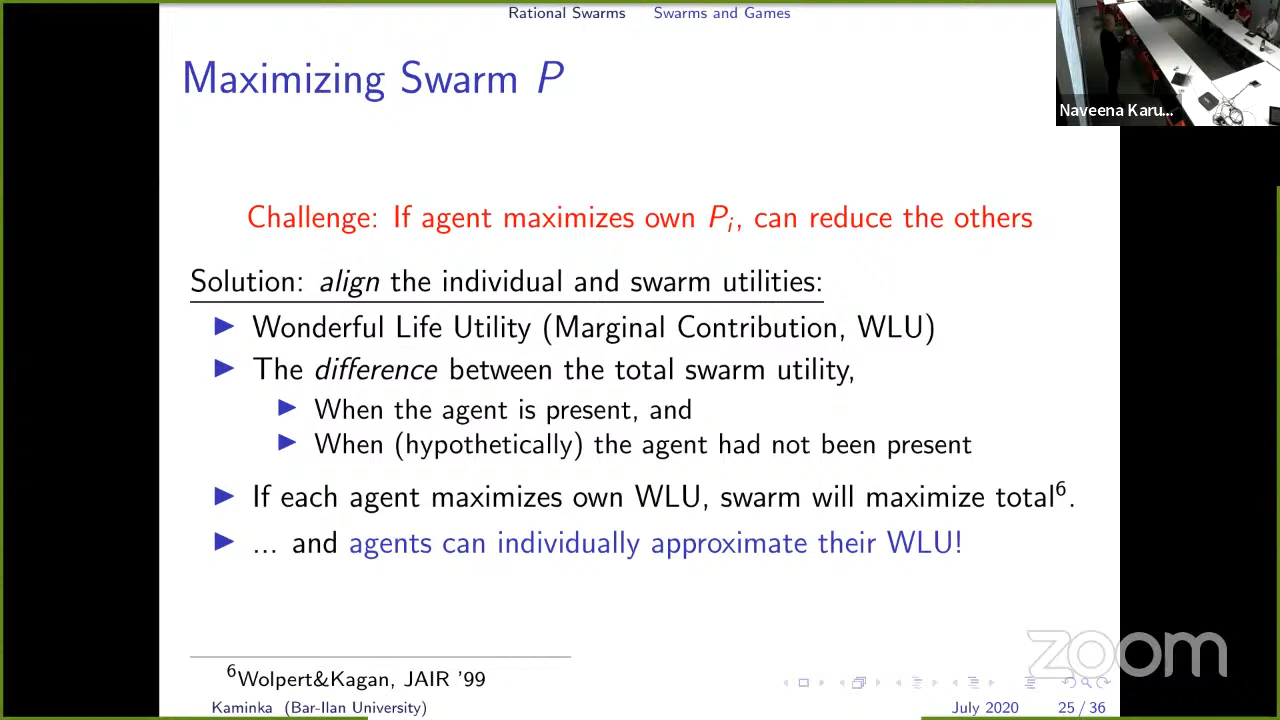 Rational Swarms Swarms and Games
Maximizing Swarm P
Naveena Karu...
Challenge: If agent maximizes own Pi, can reduce the others
Solution: align the individual and swarm utilities:
Wonderful Life Utility (Marginal Contribution, WLU)
The difference between the total swarm utility,
When the agent is present, and
When (hypothetically) the agent had not been present
If each agent maximizes own WLU, swarm will maximize total6.
... and agents can individually approximate their WLU!
6Wolpert&Kagan, JAIR '99
zoom
Kaminka (Bar-Ilan University) July 2020 25 / 36